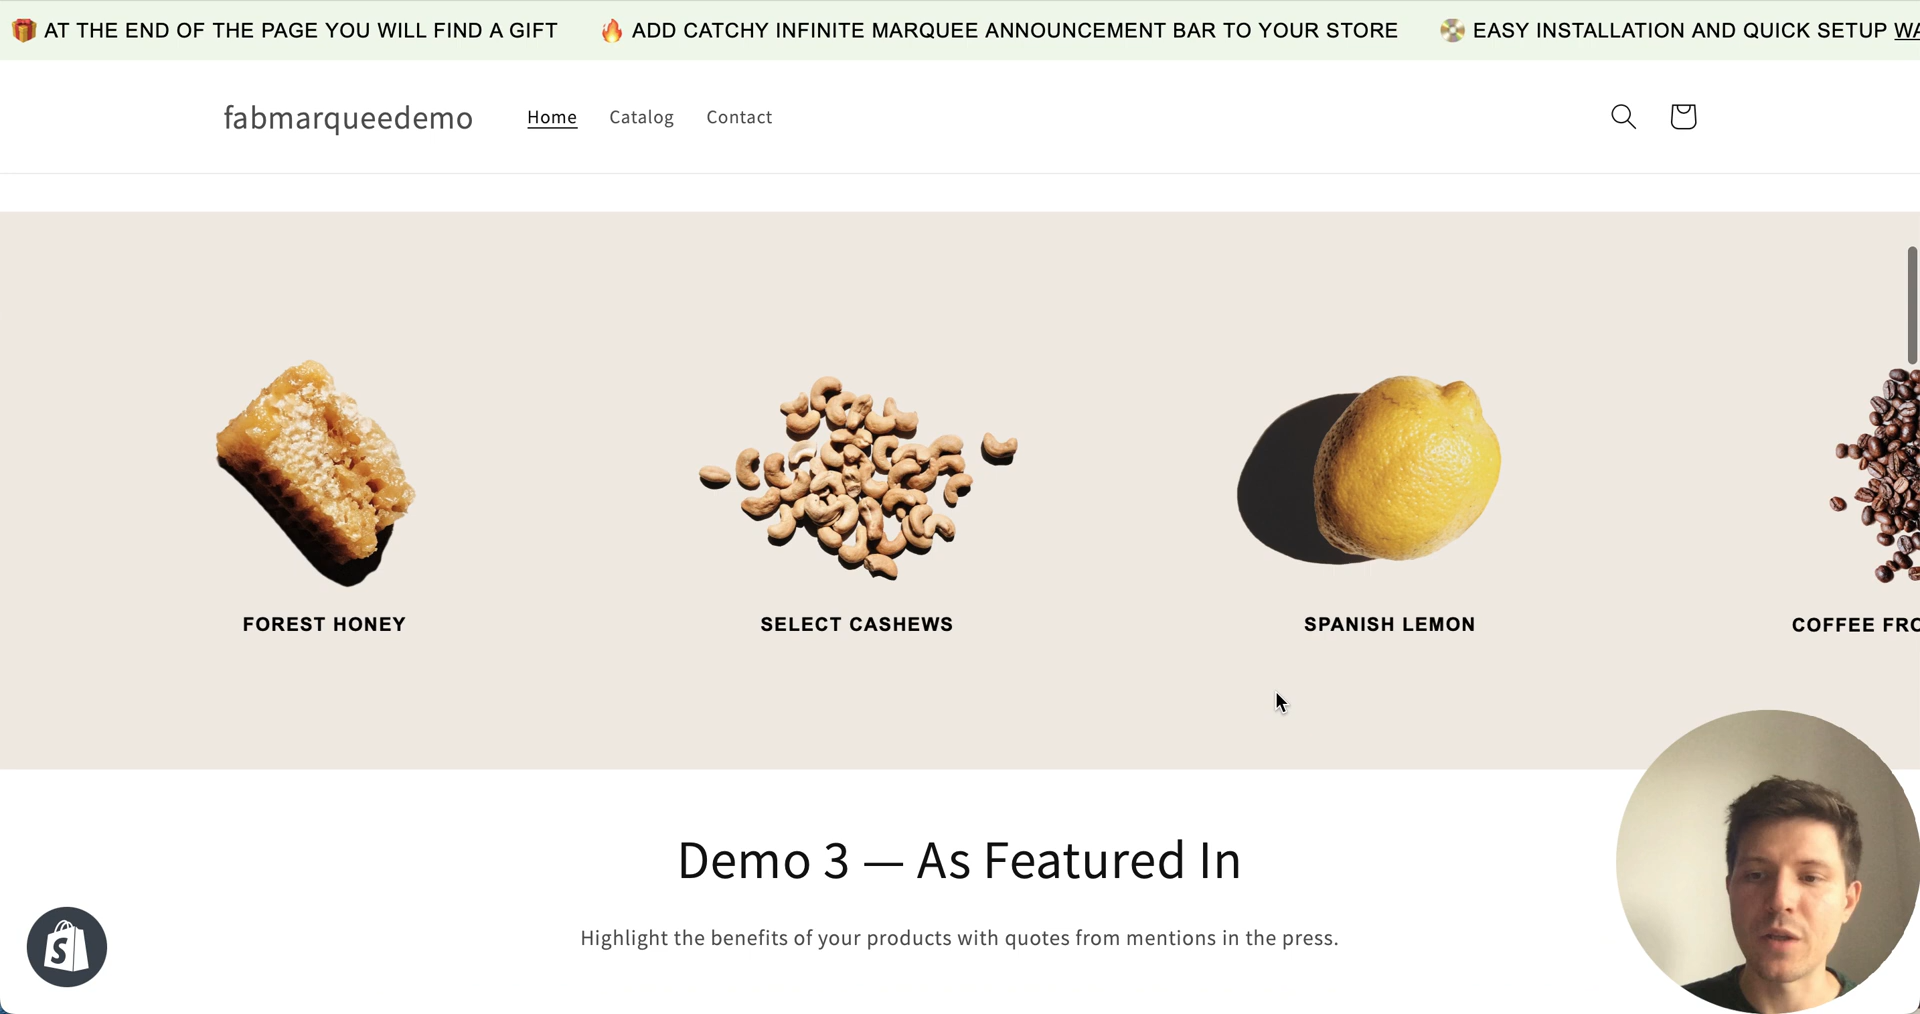 AT THE END OF THE PAGE YOU WILL FIND A GIFT ADD CATCHY INFINITE MARQUEE ANNOUNCEMENT BAR TO YOUR STORE EASY INSTALLATION AND QUICK SETUP
fabmarqueedemo Home Catalog Contact
FOREST HONEY SELECT CASHEWS SPANISH LEMON COFFEE
Demo 3 — As Featured In
Highlight the benefits of your products with quotes from mentions in the press.